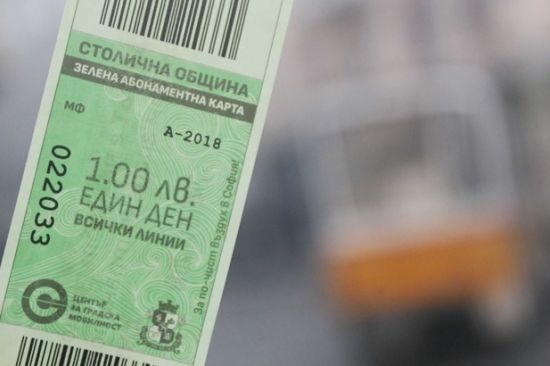 СТОЛИЧНА ОБЩИНА
ЗЕЛЕНА АБОНАМЕНТНА КАРТА
МФ
А-2018
022033
1.00 лв.
ЕДИН ДЕН
ВСИЧКИ ЛИНИИ
За по-чист въздух в София!
ЦЕНТЪР
ЗА ГРАДСКА
МОБИЛНОСТ